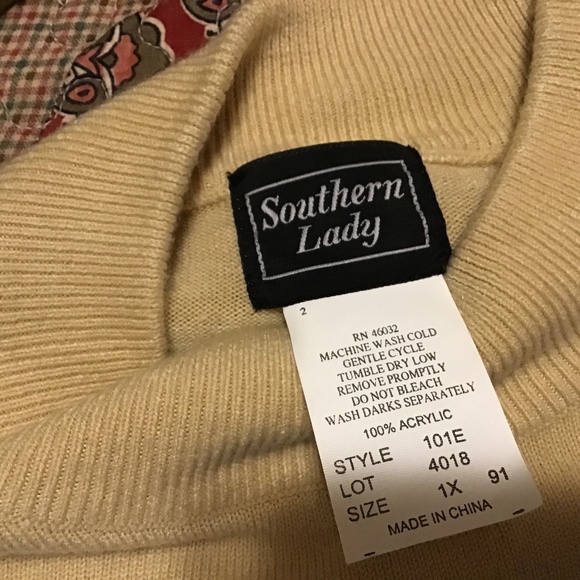 Southern
Lady
2
RN 46032
MACHINE WASH COLD
GENTLE CYCLE
TUMBLE DRY LOW
REMOVE PROMPTLY
DO NOT BLEACH
WASH DARKS SEPARATELY
100% ACRYLIC
STYLE 101E
LOT 4018
SIZE 1X 91
MADE IN CHINA